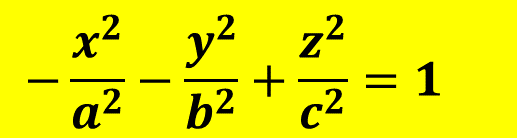 −x²/a² − y²/b² + z²/c² = 1